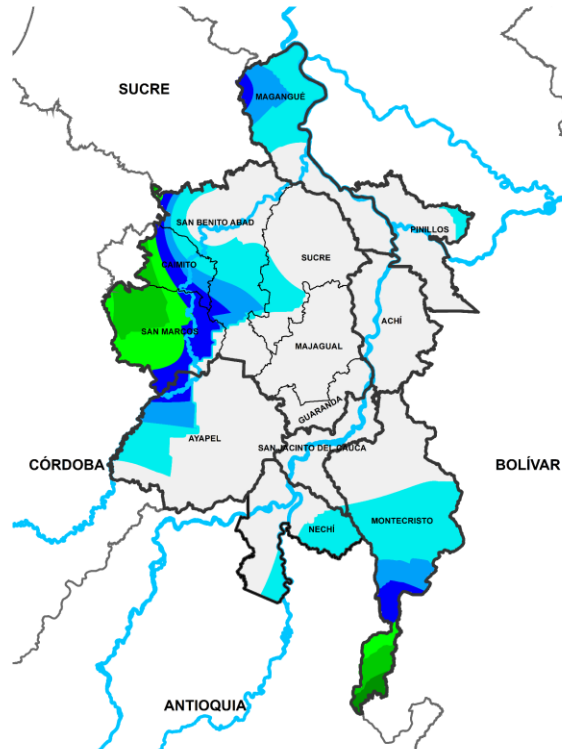 SUCRE
MAGANGUÉ
SAN BENITO ABAD
PINILLOS
CAIMITO
SUCRE
ACHÍ
SAN MARCOS
MAJAGUAL
GUARANDA
AYAPEL
SAN JACINTO DEL CAUCA
CÓRDOBA
BOLÍVAR
MONTECRISTO
NECHÍ
ANTIOQUIA